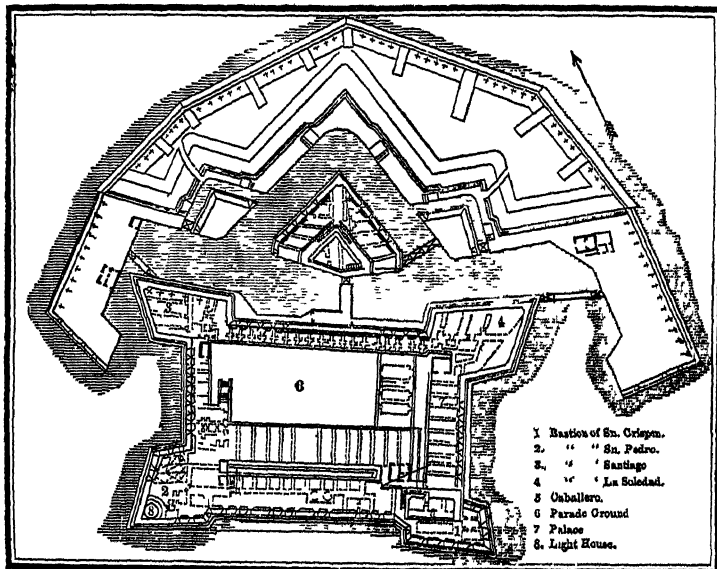 6
4
2
8
1
1 Bastion of Sn. Crispin.
2. “ “ Sn. Pedro.
3. “ ‘ Santiago
4 “ ‘ La Soledad.
5 Caballero.
6 Parade Ground
7 Palace
8. Light House.